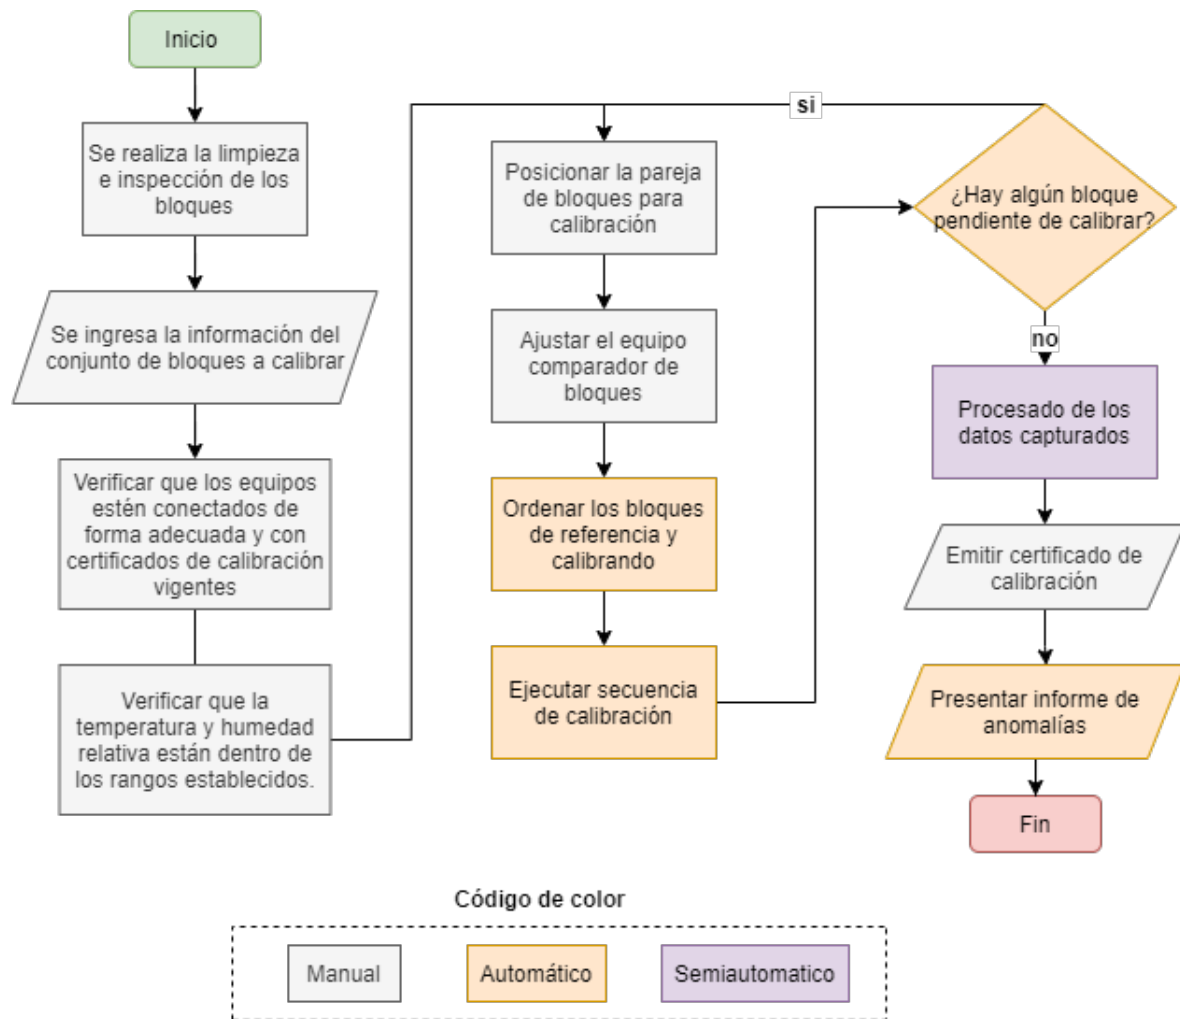 Inicio
Se realiza la limpieza
e inspección de los
bloques
Se ingresa la información del
conjunto de bloques a calibrar
Verificar que los equipos
estén conectados de
forma adecuada y con
certificados de calibración
vigentes
Verificar que la
temperatura y humedad
relativa están dentro de
los rangos establecidos.
Posicionar la pareja
de bloques para
calibración
Ajustar el equipo
comparador de
bloques
Ordenar los bloques
de referencia y
calibrando
Ejecutar secuencia
de calibración
si
¿Hay algún bloque
pendiente de calibrar?
no
Procesado de los
datos capturados
Emitir certificado de
calibración
Presentar informe de
anomalías
Fin
Código de color
Manual
Automático
Semiautomatico